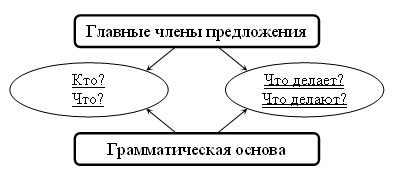 Главные члены предложения
Кто?
Что?
Что делает?
Что делают?
Грамматическая основа